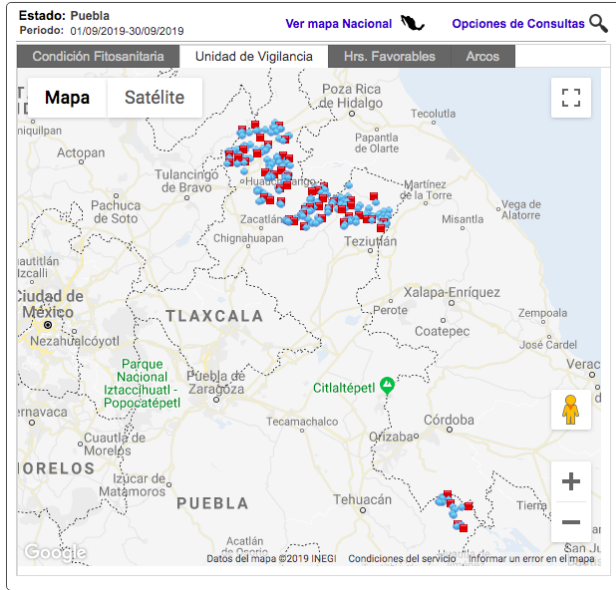 Estado: Puebla
Periodo: 01/09/2019-30/09/2019
Ver mapa Nacional
Opciones de Consultas
Condición Fitosanitaria
Unidad de Vigilancia
Hrs. Favorables
Arcos
Mapa
Satélite
Poza Rica
de Hidalgo
Tecolutla
Papantla
de Olarte
Actopan
Tulancingo
de Bravo
Martínez
de la Torre
Pachuca
de Soto
Zacatlán
Misantla
Vega de
Alatorre
Chignahuapan
Teziutlán
Ciudad de
México
Xalapa-Enríquez
TLAXCALA
Perote
Zempoala
Nezahualcóyotl
Coatepec
José Cardel
Parque
Nacional
Iztaccíhuatl -
Popocatépetl
Puebla de
Zaragoza
Citlaltépetl
Tecamachalco
Córdoba
Orizaba
Cuautla de
Morelos
Izúcar de
Matamoros
PUEBLA
Tehuacán
Tierra
Acatlán
San Ju
Google
Datos del mapa ©2019 INEGI
Condiciones del servicio
Informar un error en el mapa